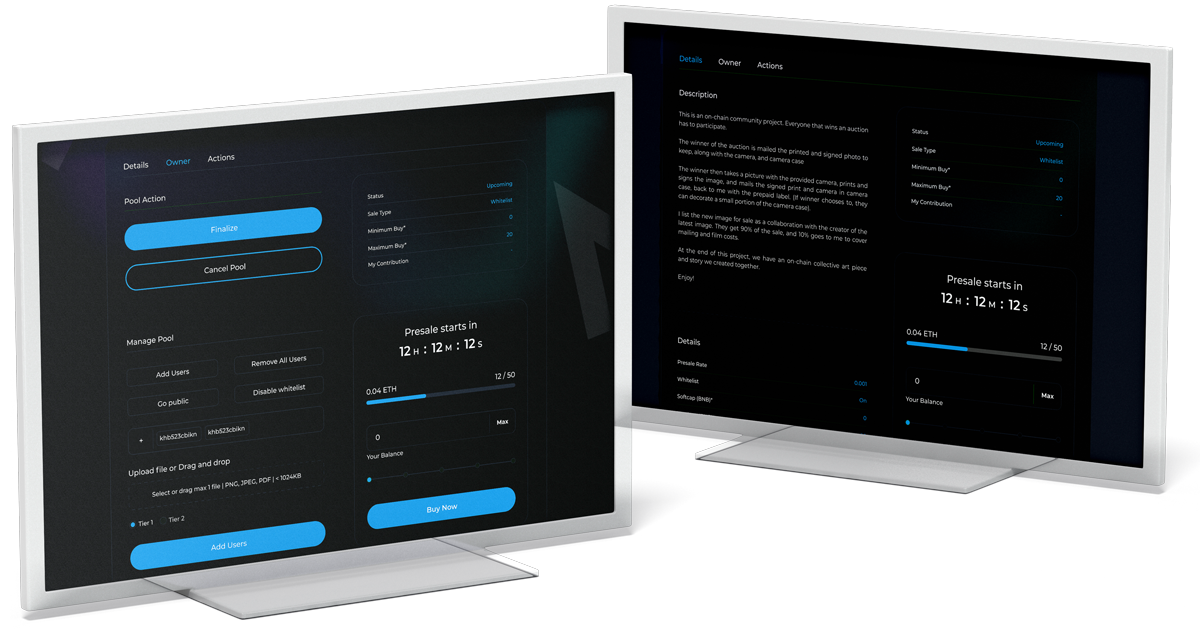 Details Owner Actions
Pool Action
Finalize
Cancel Pool
Status Upcoming
Sale Type Whitelist
Minimum Buy* 0
Maximum Buy* 20
My Contribution -
Manage Pool
Add Users Remove All Users
Go public Disable whitelist
+ khb523cbikn khb523cbikn
Upload file or Drag and drop
Select or drag max 1 file | PNG, JPEG, PDF | < 1024KB
Tier 1 Tier 2
Add Users
Presale starts in
12 H : 12 M : 12 S
0.04 ETH 12 / 50
0 Max
Your Balance
Buy Now
Details Owner Actions
Description
This is an on-chain community project. Everyone that wins an auction
has to participate.
The winner of the auction is mailed the printed and signed photo to
keep, along with the camera, and camera case
The winner then takes a picture with the provided camera, prints and
signs the image, and mails the signed print and camera in camera
case, back to me with the prepaid label. (If winner chooses to, they
can decorate a small portion of the camera case).
I list the new image for sale as a collaboration with the creator of the
latest image. They get 90% of the sale, and 10% goes to me to cover
mailing and film costs.
At the end of this project, we have an on-chain collective art piece
and story we created together.
Enjoy!
Details
Presale Rate 0.001
Whitelist On
Softcap (BNB)* 0
Status Upcoming
Sale Type Whitelist
Minimum Buy* 0
Maximum Buy* 20
My Contribution -
Presale starts in
12 H : 12 M : 12 S
0.04 ETH 12 / 50
0 Max
Your Balance